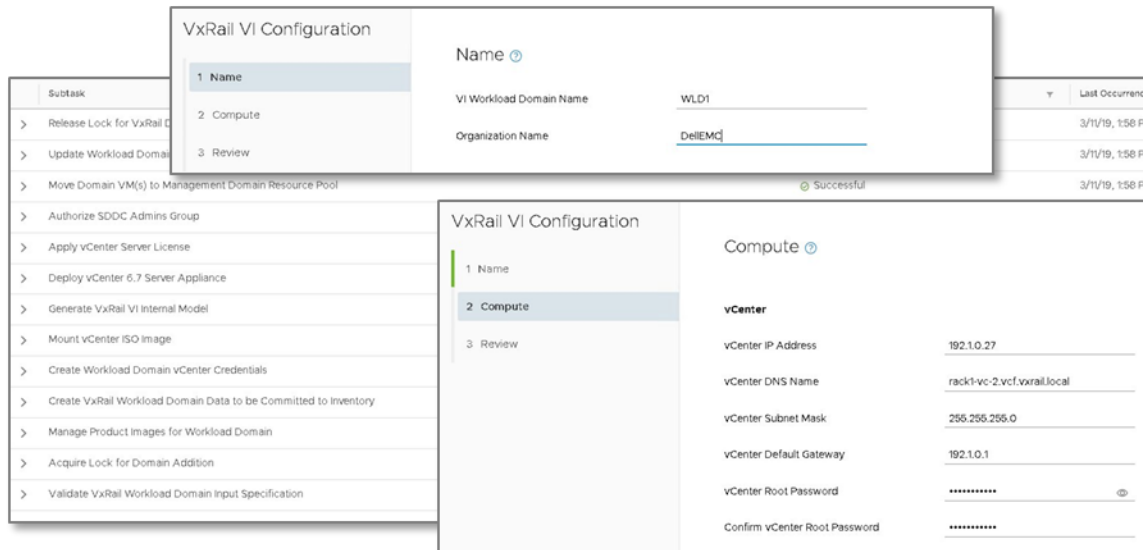 VxRail VI Configuration
1 Name
2 Compute
3 Review
Name
VI Workload Domain Name WLD1
Organization Name DellEMC
Subtask
Last
Release Lock for VxRail
3/11/19, 1:58
Update Workload
3/11/19, 1:58
Move Domain VM(s) to Management Domain Resource Pool Successful 3/11/19, 1:58
Authorize SDDC Admins Group
Apply vCenter Server License
Deploy vCenter 6.7 Server Appliance
Generate VxRail VI Internal Model
Mount vCenter ISO Image
Create Workload Domain vCenter Credentials
Create VxRail Workload Domain Data to be Committed to Inventory
Manage Product Images for Workload Domain
Acquire Lock for Domain Addition
Validate VxRail Workload Domain Input Specification
VxRail VI Configuration
1 Name
2 Compute
3 Review
Compute
vCenter
vCenter IP Address 192.1.0.27
vCenter DNS Name rack1-vc-2.vcf.vxrail.local
vCenter Subnet Mask 255.255.255.0
vCenter Default Gateway 192.1.0.1
vCenter Root Password •••••••••••
Confirm vCenter Root Password •••••••••••